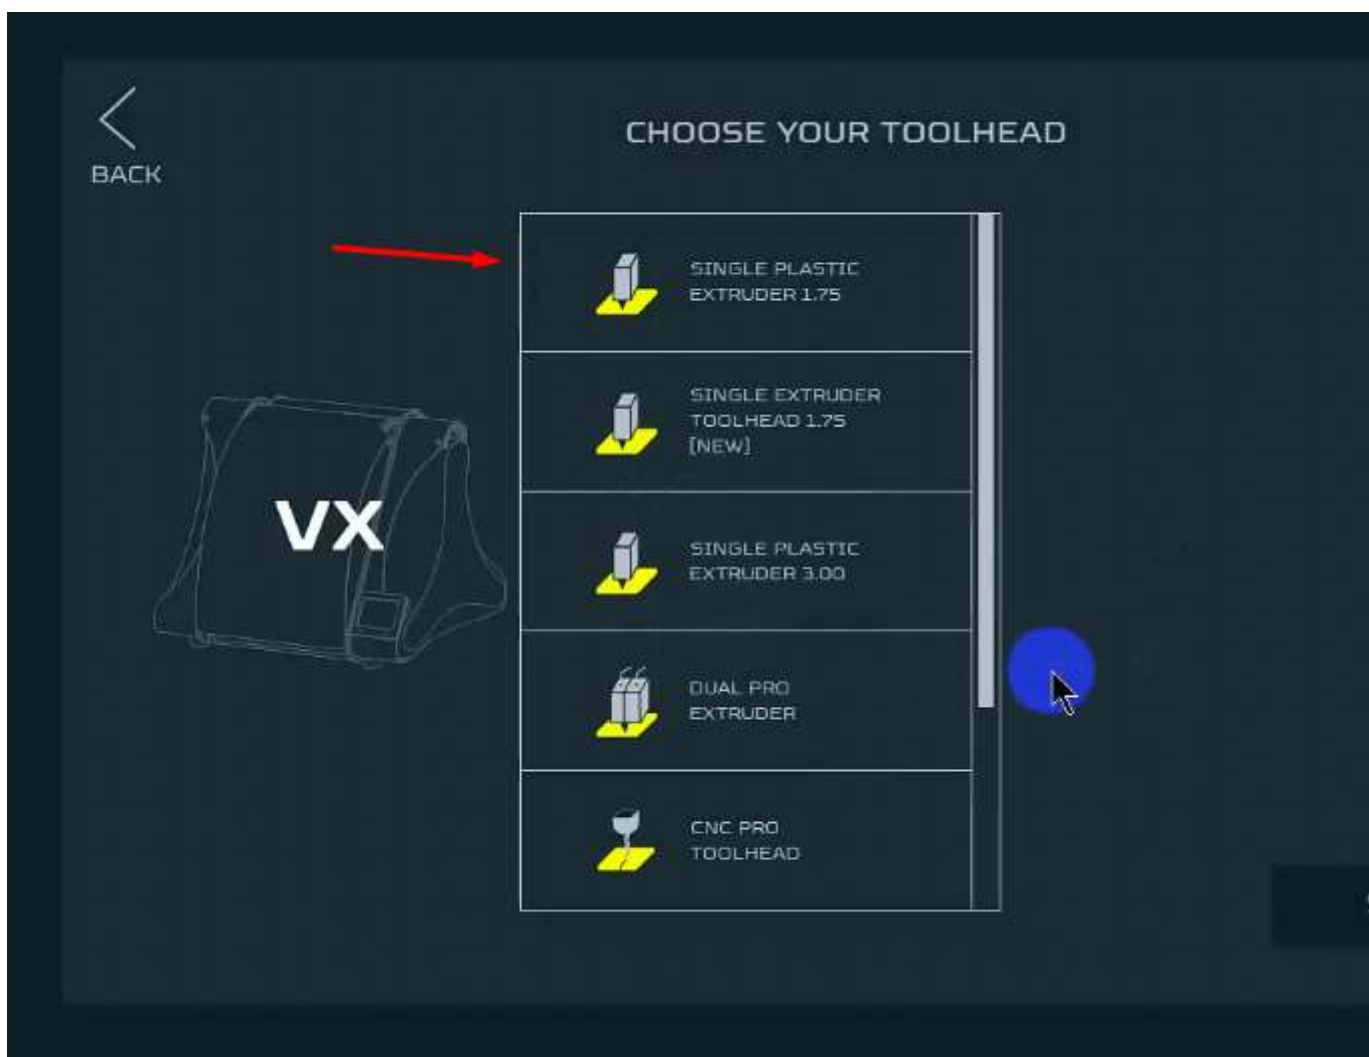 BACK
CHOOSE YOUR TOOLHEAD
SINGLE PLASTIC
EXTRUDER 1.75
SINGLE EXTRUDER
TOOLHEAD 1.75
[NEW]
SINGLE PLASTIC
EXTRUDER 3.00
DUAL PRO
EXTRUDER
CNC PRO
TOOLHEAD
VX